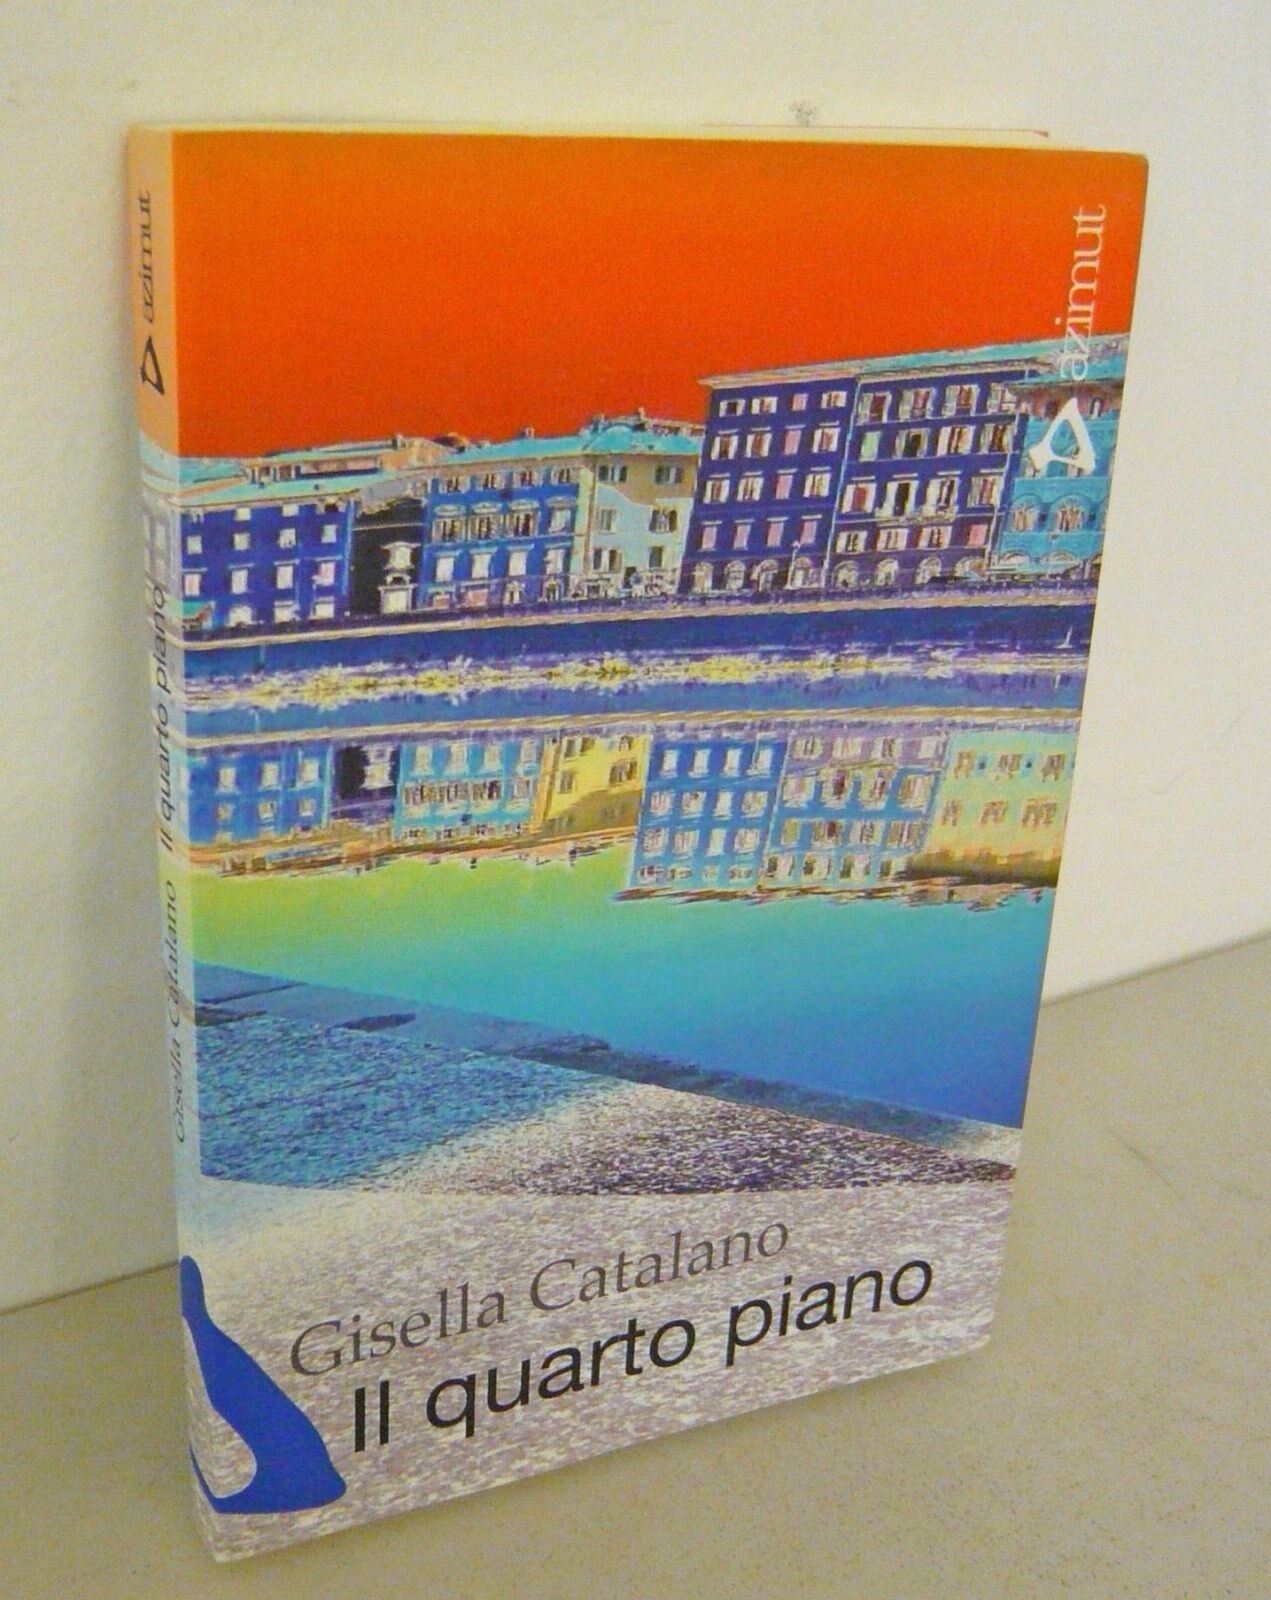 azimut
Il quarto piano
Gisella Catalano
azimut
Gisella Catalano
Il quarto piano